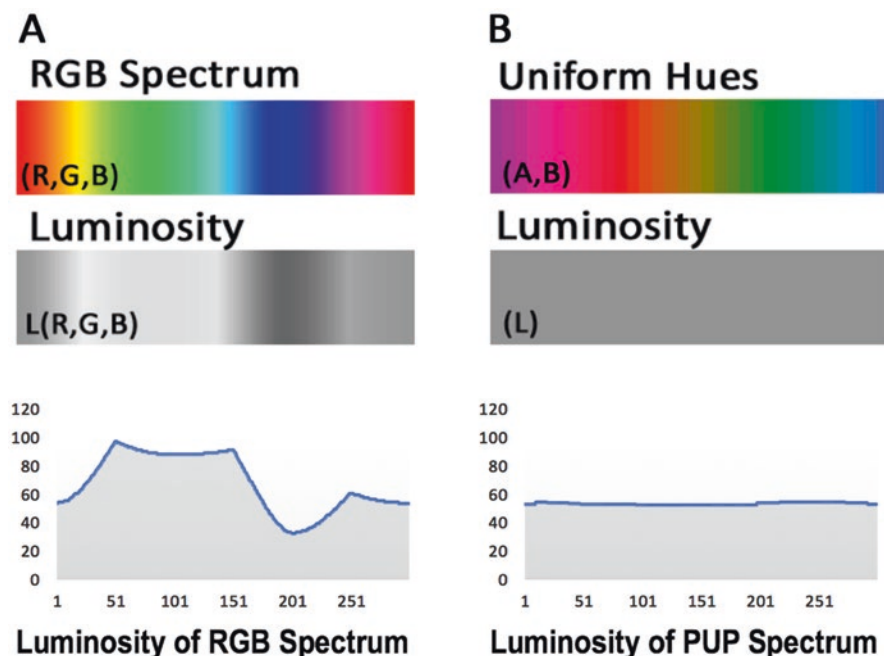 A
RGB Spectrum
(R,G,B)
Luminosity
L(R,G,B)
120
100
80
60
40
20
0
1 51 101 151 201 251
Luminosity of RGB Spectrum
B
Uniform Hues
(A,B)
Luminosity
(L)
120
100
80
60
40
20
0
1 51 101 151 201 251
Luminosity of PUP Spectrum